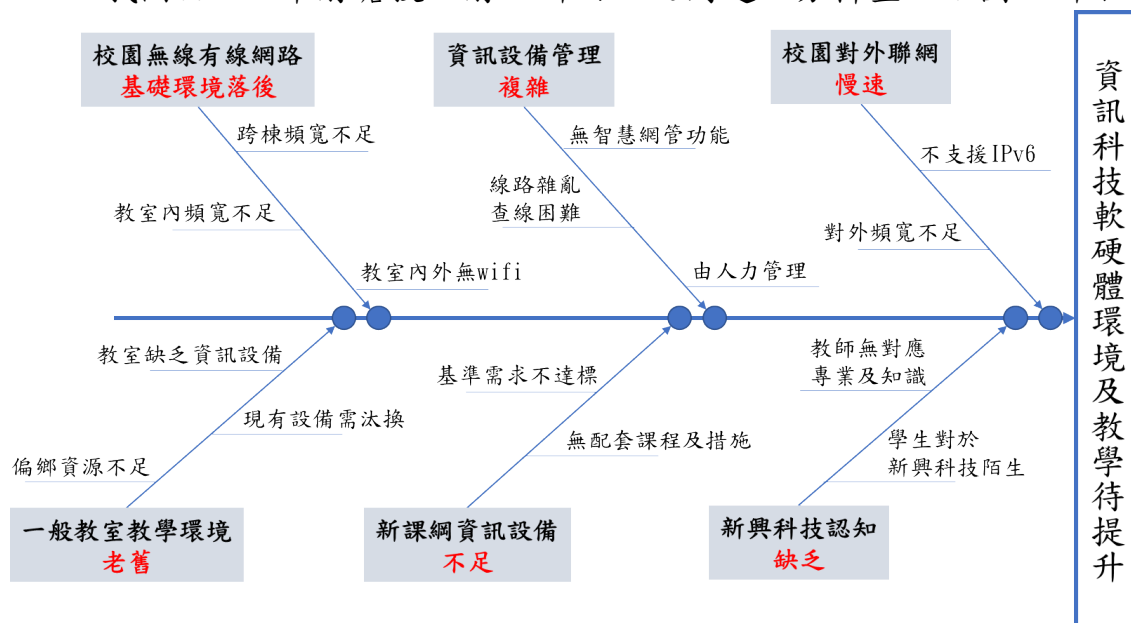 校園無線有線網路
基礎環境落後
資訊設備管理
複雜
校園對外聯網
慢速
跨棟頻寬不足
教室內頻寬不足
教室內外無wifi
無智慧網管功能
線路雜亂
查線困難
由人力管理
不支援IPv6
對外頻寬不足
教室缺乏資訊設備
現有設備需汰換
偏鄉資源不足
基準需求不達標
無配套課程及措施
教師無對應
專業及知識
學生對於
新興科技陌生
一般教室教學環境
老舊
新課綱資訊設備
不足
新興科技認知
缺乏
資訊科技軟硬體環境及教學待提升